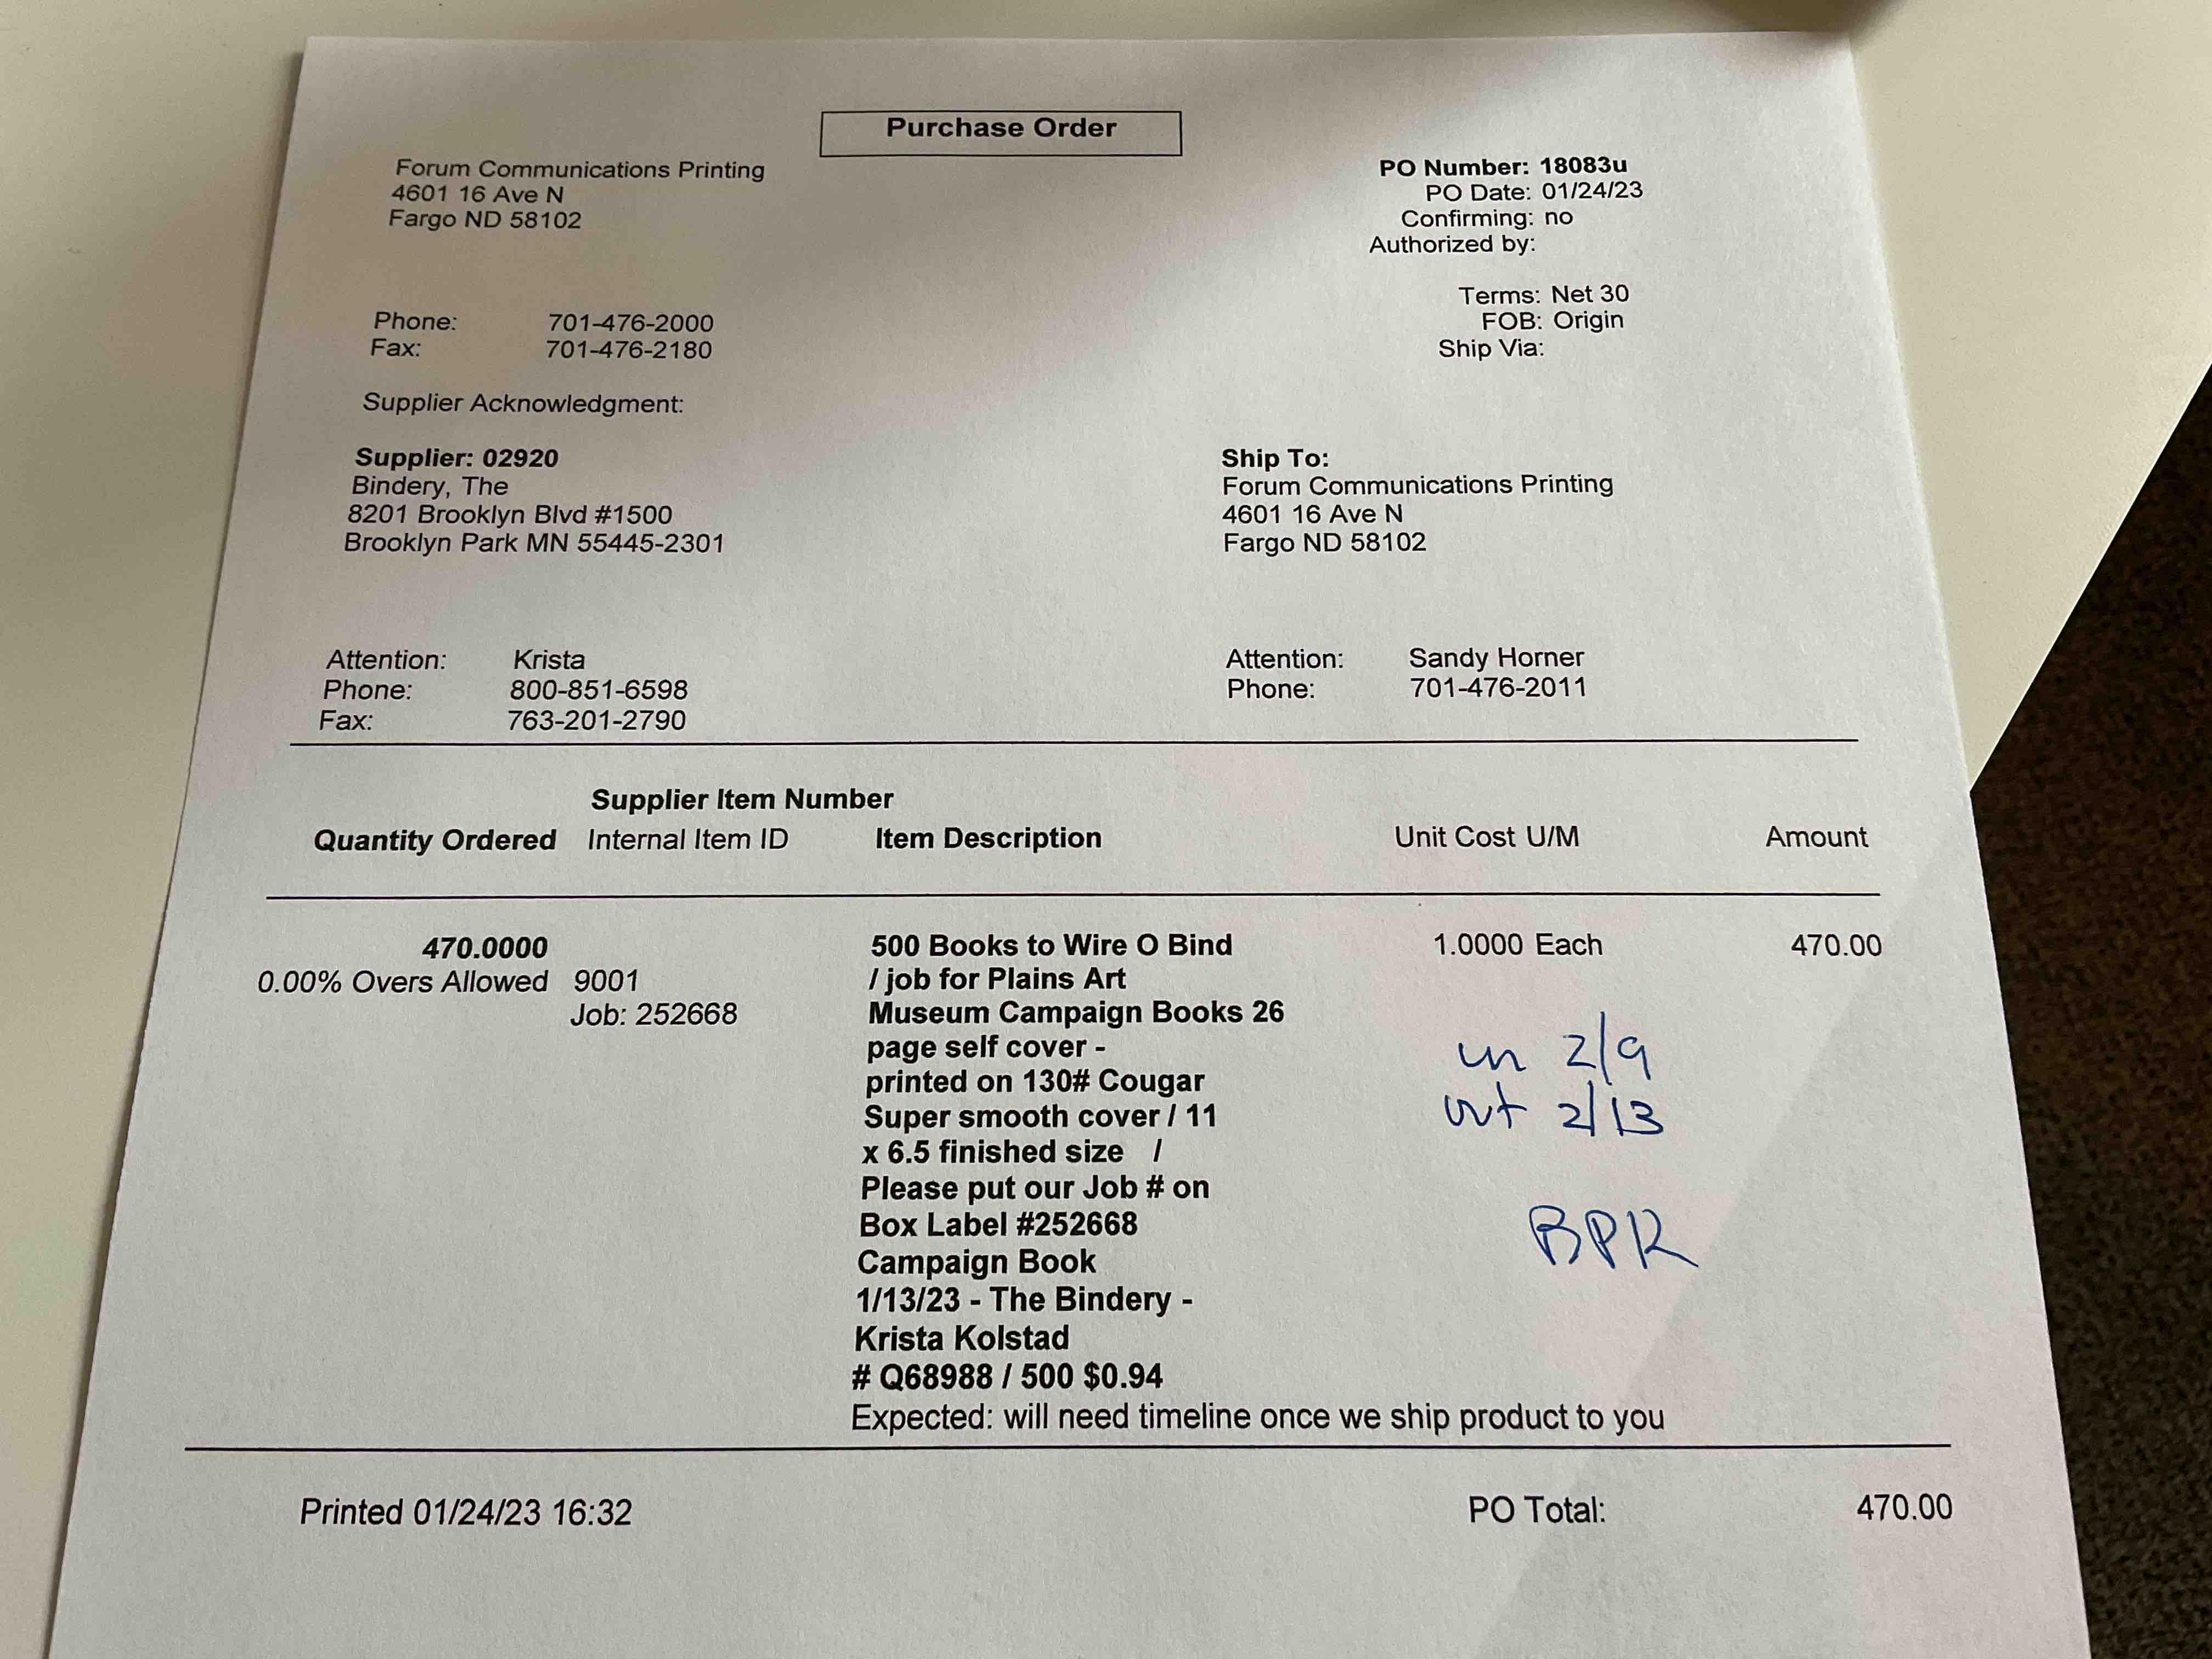 Purchase Order
Forum Communications Printing
4601 16 Ave N
Fargo ND 58102
PO Number: 18083u
PO Date: 01/24/23
Confirming: no
Authorized by:
Terms: Net 30
FOB: Origin
Ship Via:
Phone: 701-476-2000
Fax: 701-476-2180
Supplier Acknowledgment:
Supplier: 02920
Bindery, The
8201 Brooklyn Blvd #1500
Brooklyn Park MN 55445-2301
Ship To:
Forum Communications Printing
4601 16 Ave N
Fargo ND 58102
Attention: Krista
Phone: 800-851-6598
Fax: 763-201-2790
Attention: Sandy Horner
Phone: 701-476-2011
Supplier Item Number
Quantity Ordered Internal Item ID Item Description Unit Cost U/M Amount
470.0000 500 Books to Wire O Bind 1.0000 Each 470.00
0.00% Overs Allowed 9001 / job for Plains Art
Job: 252668 Museum Campaign Books 26
page self cover -
printed on 130# Cougar
Super smooth cover / 11
x 6.5 finished size /
Please put our Job # on
Box Label #252668
Campaign Book
1/13/23 - The Bindery -
Krista Kolstad
# Q68988 / 500 $0.94
Expected: will need timeline once we ship product to you
in 2/9
out 2/13
BPR
Printed 01/24/23 16:32 PO Total: 470.00